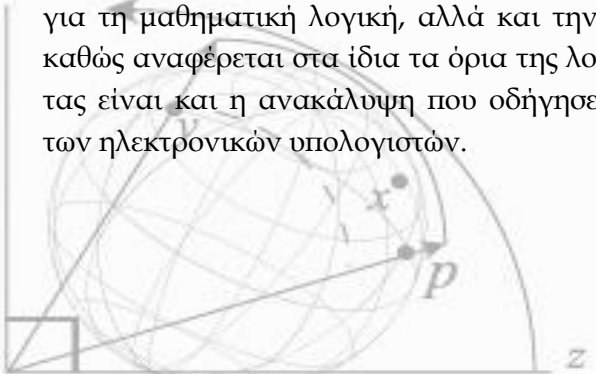 για τη μαθηματική λογική, αλλά και την
καθώς αναφέρεται στα ίδια τα όρια της λο
τας είναι και η ανακάλυψη που οδήγησε
των ηλεκτρονικών υπολογιστών.
y
x
p
z